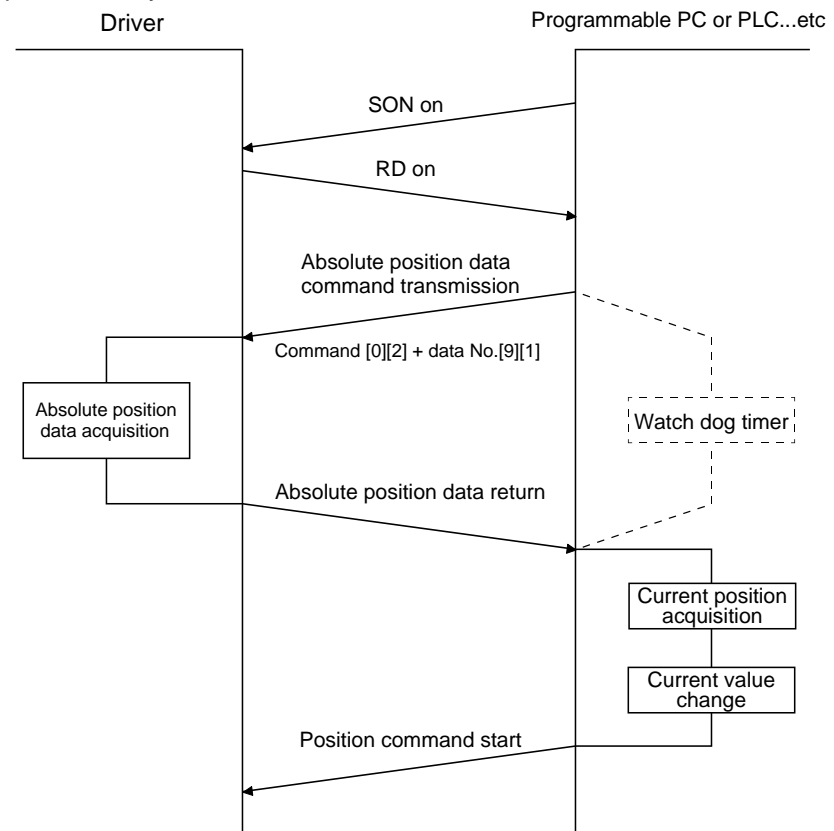 Driver
Programmable PC or PLC...etc
SON on
RD on
Absolute position data
command transmission
Command [0][2] + data No.[9][1]
Absolute position
data acquisition
Watch dog timer
Absolute position data return
Current position
acquisition
Current value
change
Position command start